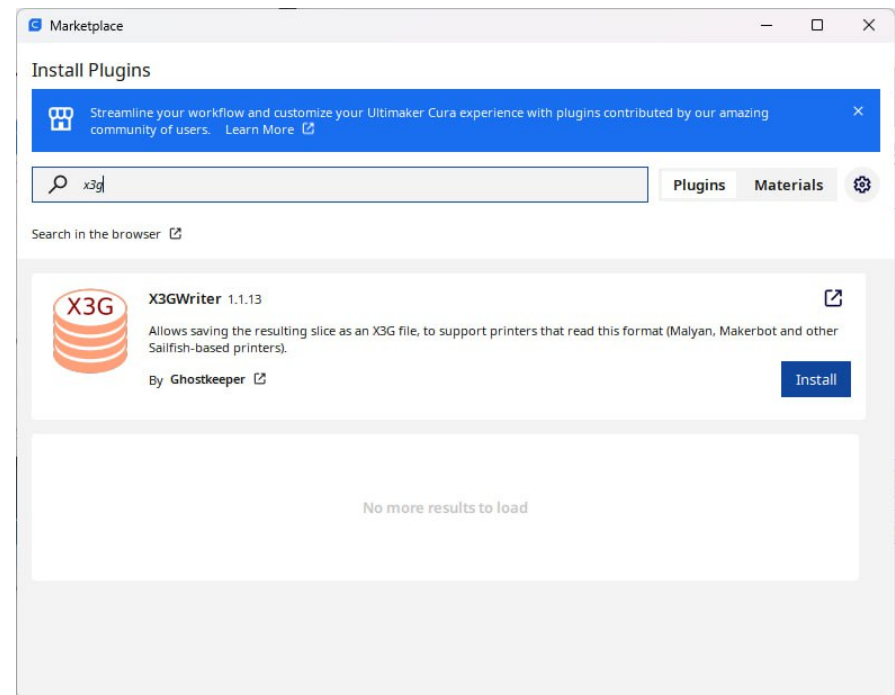 Marketplace
Install Plugins
Streamline your workflow and customize your Ultimaker Cura experience with plugins contributed by our amazing
community of users. Learn More
x3g
Plugins Materials
Search in the browser
X3G
X3GWriter 1.1.13
Allows saving the resulting slice as an X3G file, to support printers that read this format (Malyan, Makerbot and other
Sailfish-based printers).
By Ghostkeeper
Install
No more results to load